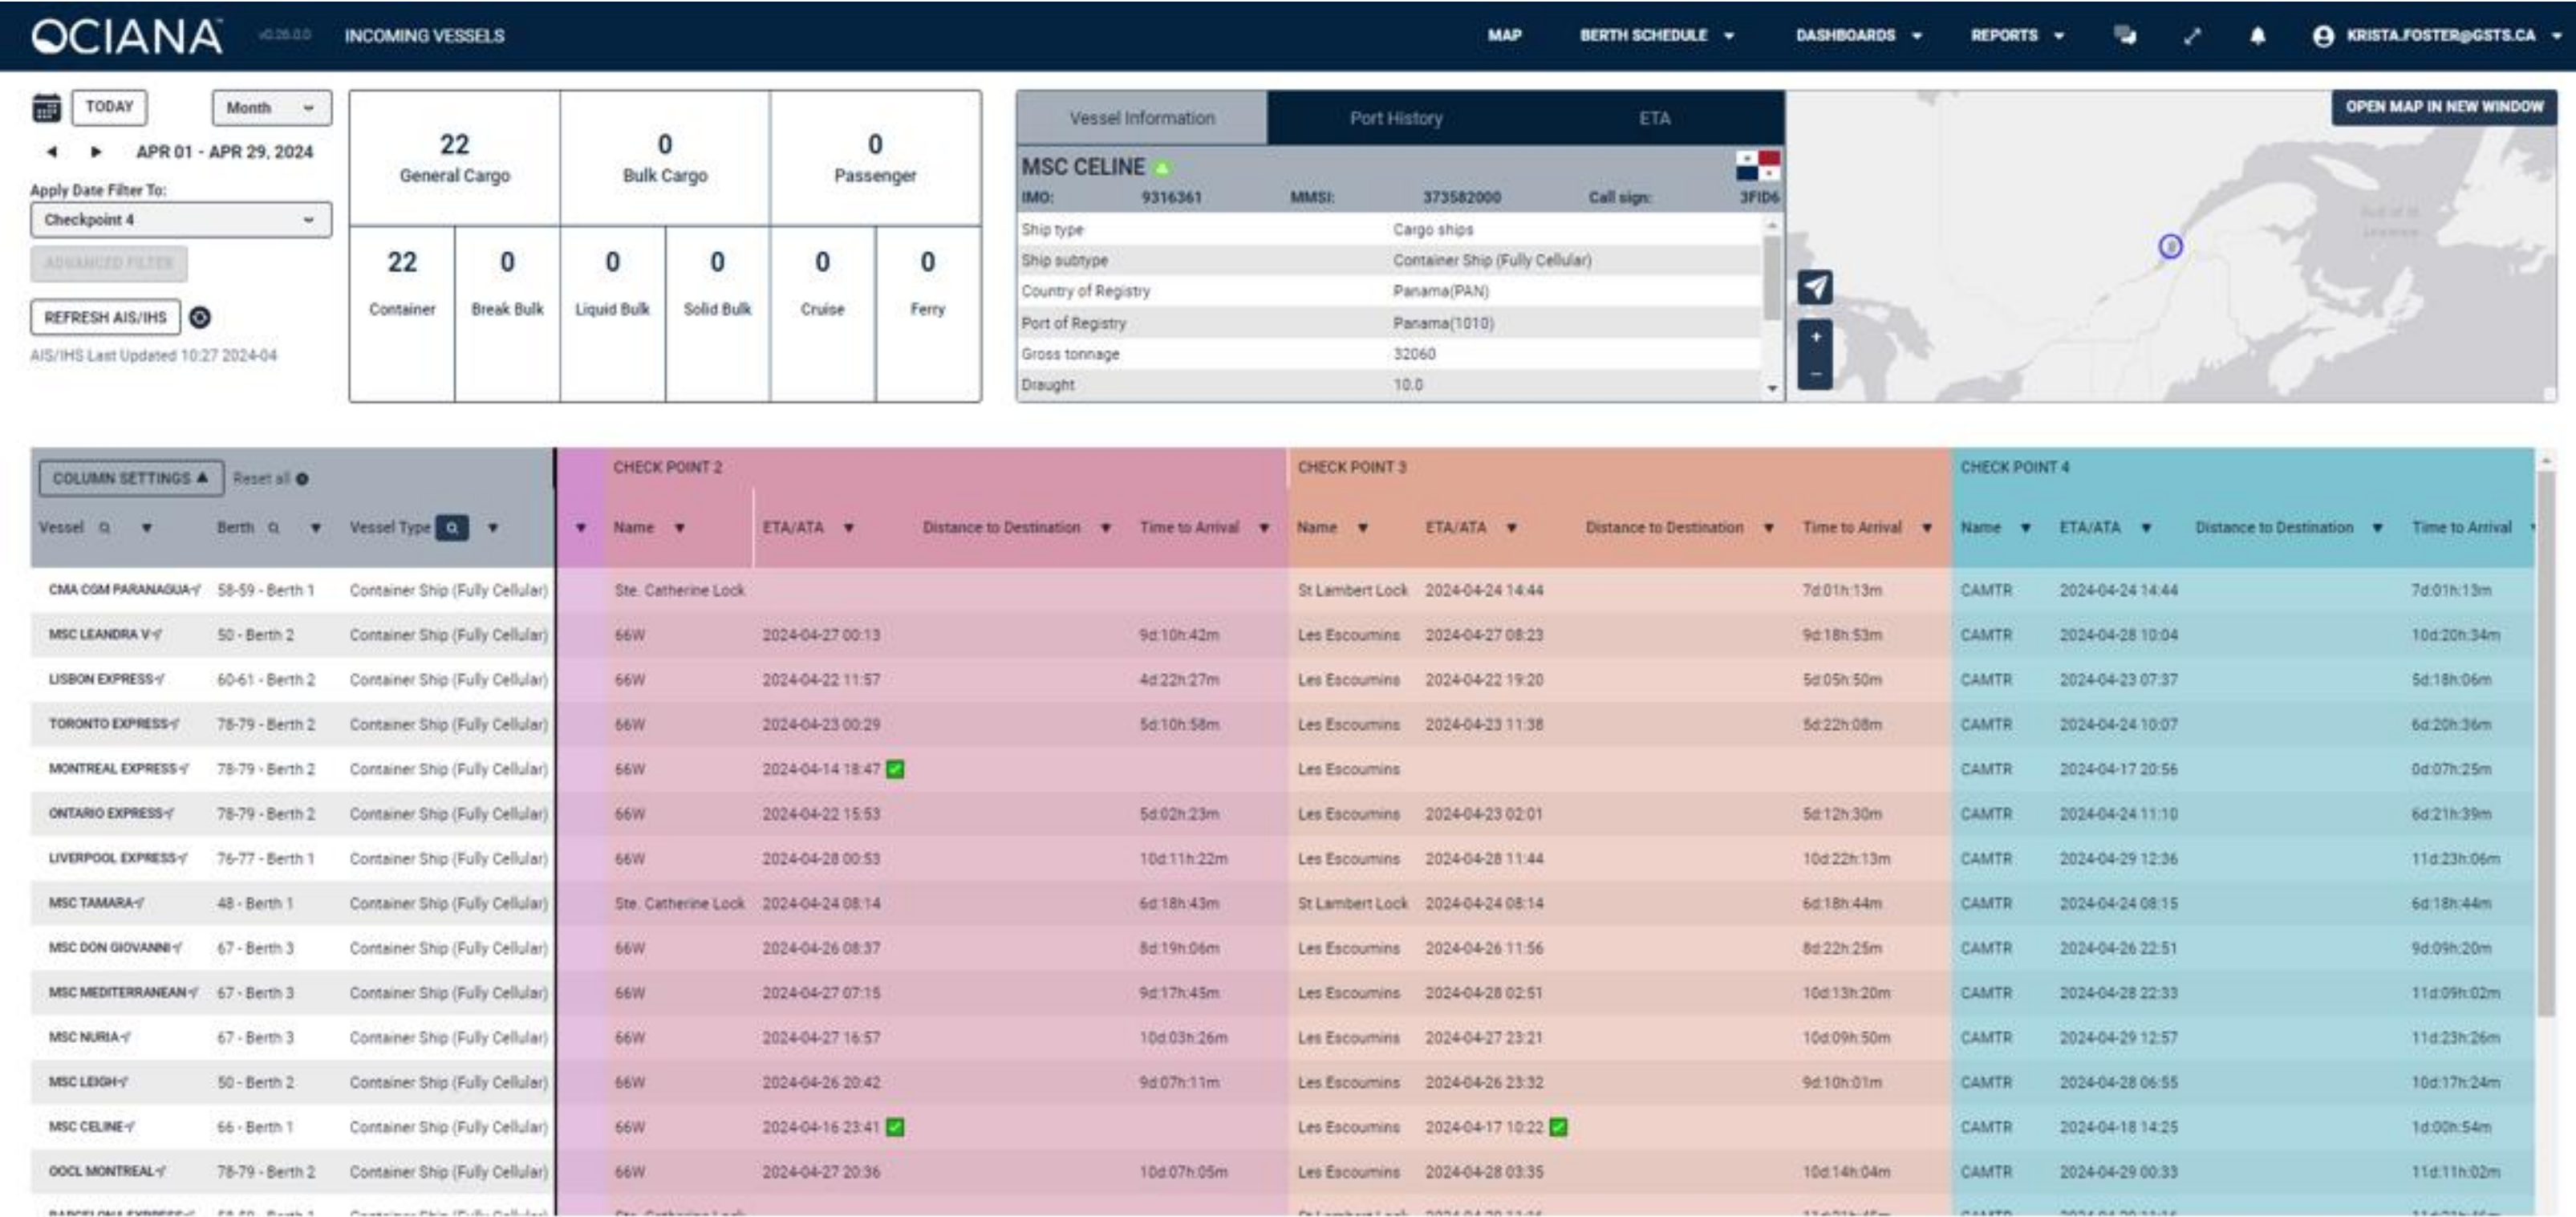 OCIANA™ v0.26.0.0 INCOMING VESSELS MAP BERTH SCHEDULE DASHBOARDS REPORTS KRISTA.FOSTER@GSTS.CA
TODAY Month
APR 01 - APR 29, 2024
Apply Date Filter To:
Checkpoint 4
ADVANCED FILTER
REFRESH AIS/IHS
AIS/IHS Last Updated 10:27 2024-04
22 0 0
General Cargo Bulk Cargo Passenger
22 0 0 0 0 0
Container Break Bulk Liquid Bulk Solid Bulk Cruise Ferry
Vessel Information Port History ETA
MSC CELINE
IMO: 9316361 MMSI: 373582000 Call sign: 3FID6
Ship type Cargo ships
Ship subtype Container Ship (Fully Cellular)
Country of Registry Panama(PAN)
Port of Registry Panama(1010)
Gross tonnage 32060
Draught 10.0
OPEN MAP IN NEW WINDOW
Gulf of St.
+
−
COLUMN SETTINGS Reset all CHECK POINT 2 CHECK POINT 3 CHECK POINT 4
Vessel Berth Vessel Type Name ETA/ATA Distance to Destination Time to Arrival Name ETA/ATA Distance to Destination Time to Arrival Name ETA/ATA Distance to Destination Time to Arrival
CMA CGM PARANAGUA 58-59 - Berth 1 Container Ship (Fully Cellular) Ste. Catherine Lock St Lambert Lock 2024-04-24 14:44 7d:01h:13m CAMTR 2024-04-24 14:44 7d:01h:13m
MSC LEANDRA V 50 - Berth 2 Container Ship (Fully Cellular) 66W 2024-04-27 00:13 9d:10h:42m Les Escoumins 2024-04-27 08:23 9d:18h:53m CAMTR 2024-04-28 10:04 10d:20h:34m
LISBON EXPRESS 60-61 - Berth 2 Container Ship (Fully Cellular) 66W 2024-04-22 11:57 4d:22h:27m Les Escoumins 2024-04-22 19:20 5d:05h:50m CAMTR 2024-04-23 07:37 5d:18h:06m
TORONTO EXPRESS 78-79 - Berth 2 Container Ship (Fully Cellular) 66W 2024-04-23 00:29 5d:10h:58m Les Escoumins 2024-04-23 11:38 5d:22h:08m CAMTR 2024-04-24 10:07 6d:20h:36m
MONTREAL EXPRESS 78-79 - Berth 2 Container Ship (Fully Cellular) 66W 2024-04-14 18:47 Les Escoumins CAMTR 2024-04-17 20:56 0d:07h:25m
ONTARIO EXPRESS 78-79 - Berth 2 Container Ship (Fully Cellular) 66W 2024-04-22 15:53 5d:02h:23m Les Escoumins 2024-04-23 02:01 5d:12h:30m CAMTR 2024-04-24 11:10 6d:21h:39m
LIVERPOOL EXPRESS 76-77 - Berth 1 Container Ship (Fully Cellular) 66W 2024-04-28 00:53 10d:11h:22m Les Escoumins 2024-04-28 11:44 10d:22h:13m CAMTR 2024-04-29 12:36 11d:23h:06m
MSC TAMARA 48 - Berth 1 Container Ship (Fully Cellular) Ste. Catherine Lock 2024-04-24 08:14 6d:18h:43m St Lambert Lock 2024-04-24 08:14 6d:18h:44m CAMTR 2024-04-24 08:15 6d:18h:44m
MSC DON GIOVANNI 67 - Berth 3 Container Ship (Fully Cellular) 66W 2024-04-26 08:37 8d:19h:06m Les Escoumins 2024-04-26 11:56 8d:22h:25m CAMTR 2024-04-26 22:51 9d:09h:20m
MSC MEDITERRANEAN 67 - Berth 3 Container Ship (Fully Cellular) 66W 2024-04-27 07:15 9d:17h:45m Les Escoumins 2024-04-28 02:51 10d:13h:20m CAMTR 2024-04-28 22:33 11d:09h:02m
MSC NURIA 67 - Berth 3 Container Ship (Fully Cellular) 66W 2024-04-27 16:57 10d:03h:26m Les Escoumins 2024-04-27 23:21 10d:09h:50m CAMTR 2024-04-29 12:57 11d:23h:26m
MSC LEIGH 50 - Berth 2 Container Ship (Fully Cellular) 66W 2024-04-26 20:42 9d:07h:11m Les Escoumins 2024-04-26 23:32 9d:10h:01m CAMTR 2024-04-28 06:55 10d:17h:24m
MSC CELINE 66 - Berth 1 Container Ship (Fully Cellular) 66W 2024-04-16 23:41 Les Escoumins 2024-04-17 10:22 CAMTR 2024-04-18 14:25 1d:00h:54m
OOCL MONTREAL 78-79 - Berth 2 Container Ship (Fully Cellular) 66W 2024-04-27 20:36 10d:07h:05m Les Escoumins 2024-04-28 03:35 10d:14h:04m CAMTR 2024-04-29 00:33 11d:11h:02m